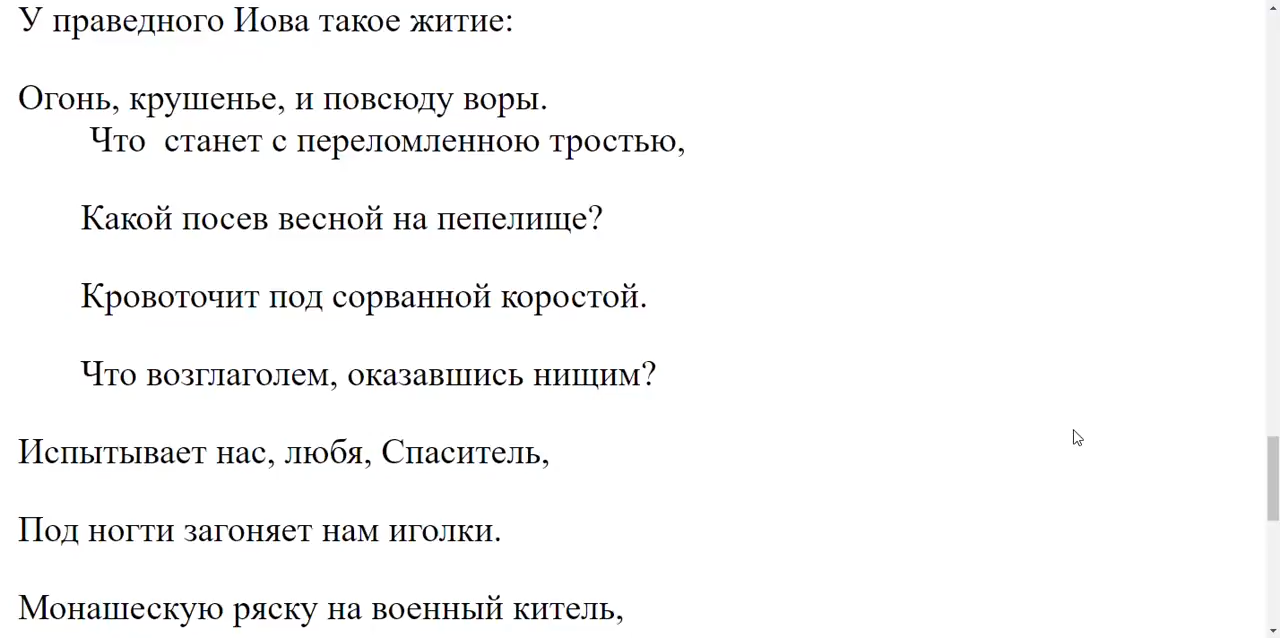 У праведного Иова такое житие:
Огонь, крушенье, и повсюду воры.
Что станет с переломленною тростью,
Какой посев весной на пепелище?
Кровоточит под сорванной коростой.
Что возглаголем, оказавшись нищим?
Испытывает нас, любя, Спаситель,
Под ногти загоняет нам иголки.
Монашескую ряску на военный китель,